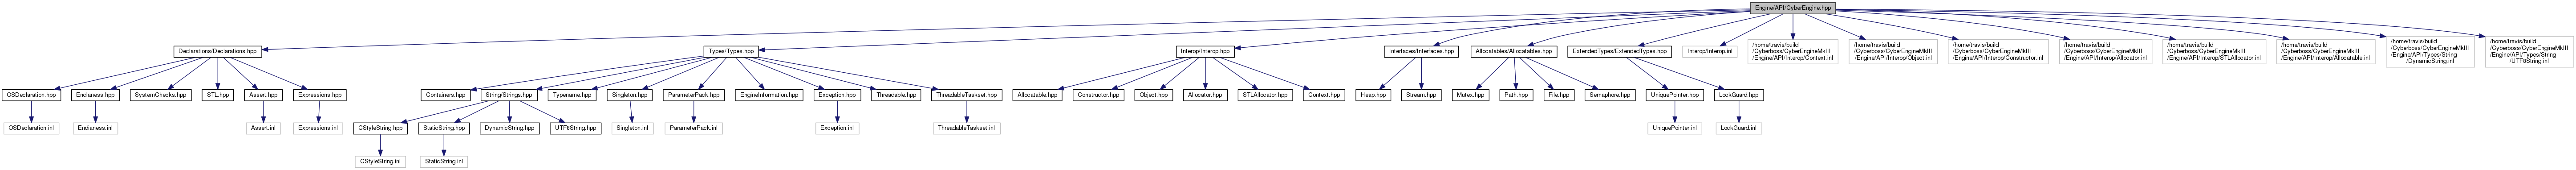 Engine/API/CyberEngine.hpp
Declarations/Declarations.hpp
Types/Types.hpp
Interop/Interop.hpp
Interfaces/Interfaces.hpp
Allocatables/Allocatables.hpp
ExtendedTypes/ExtendedTypes.hpp
Interop/Interop.inl
/home/travis/build
/Cyberboss/CyberEngineMkIII
/Engine/API/Interop/Context.inl
/home/travis/build
/Cyberboss/CyberEngineMkIII
/Engine/API/Interop/Object.inl
/home/travis/build
/Cyberboss/CyberEngineMkIII
/Engine/API/Interop/Constructor.inl
/home/travis/build
/Cyberboss/CyberEngineMkIII
/Engine/API/Interop/Allocator.inl
/home/travis/build
/Cyberboss/CyberEngineMkIII
/Engine/API/Interop/STLAllocator.inl
/home/travis/build
/Cyberboss/CyberEngineMkIII
/Engine/API/Interop/Allocatable.inl
/home/travis/build
/Cyberboss/CyberEngineMkIII
/Engine/API/Types/String
/DynamicString.inl
/home/travis/build
/Cyberboss/CyberEngineMkIII
/Engine/API/Types/String
/UTF8String.inl
OSDeclaration.hpp
Endianess.hpp
SystemChecks.hpp
STL.hpp
Assert.hpp
Expressions.hpp
Containers.hpp
String/Strings.hpp
Typename.hpp
Singleton.hpp
ParameterPack.hpp
EngineInformation.hpp
Exception.hpp
Threadable.hpp
ThreadableTaskset.hpp
Allocatable.hpp
Constructor.hpp
Object.hpp
Allocator.hpp
STLAllocator.hpp
Context.hpp
Heap.hpp
Stream.hpp
Mutex.hpp
Path.hpp
File.hpp
Semaphore.hpp
UniquePointer.hpp
LockGuard.hpp
OSDeclaration.inl
Endianess.inl
Assert.inl
Expressions.inl
CStyleString.hpp
StaticString.hpp
DynamicString.hpp
UTF8String.hpp
Singleton.inl
ParameterPack.inl
Exception.inl
ThreadableTaskset.inl
UniquePointer.inl
LockGuard.inl
CStyleString.inl
StaticString.inl